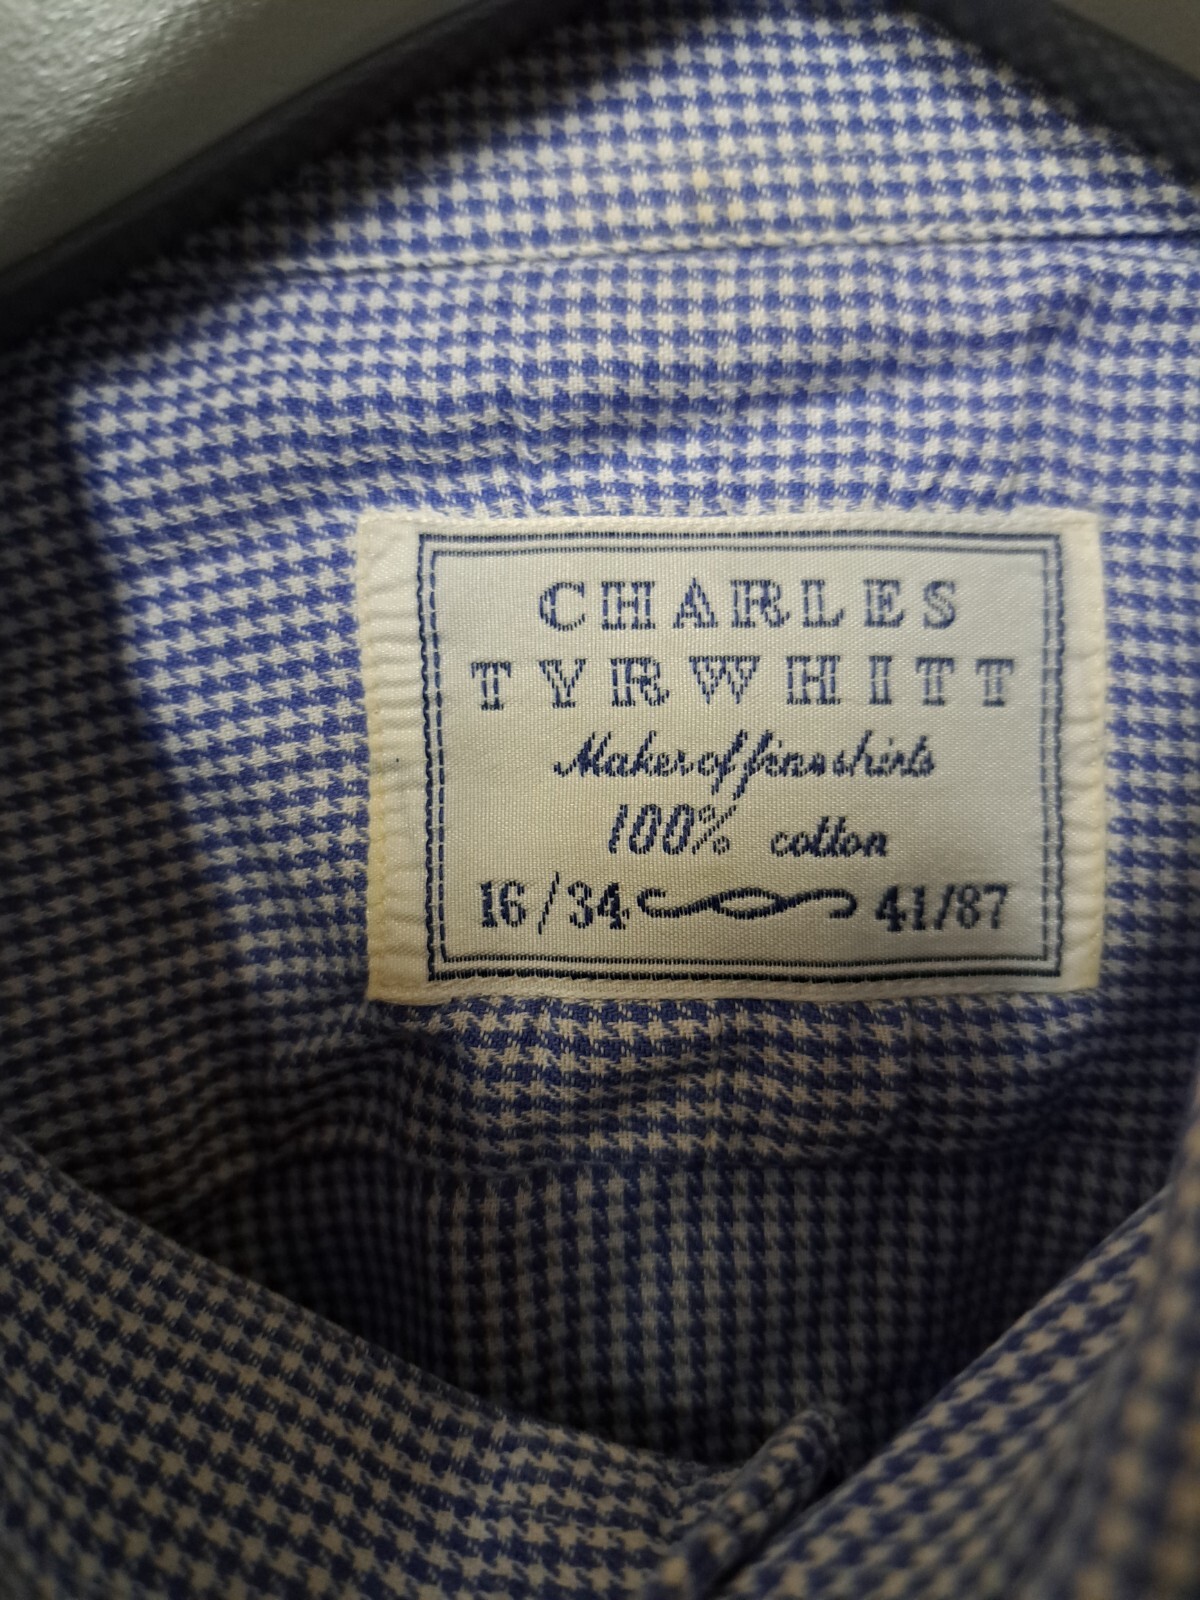 CHARLES
TYRWHITT
Maker of fine shirts
100% cotton
16/34 41/87